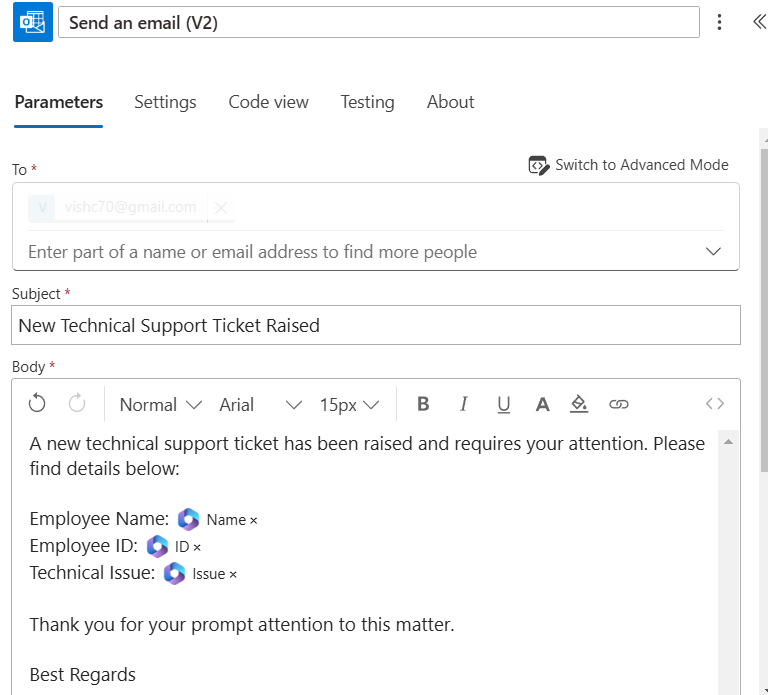 Send an email (V2)
Parameters Settings Code view Testing About
To *
Switch to Advanced Mode
V vishc70@gmail.com
Enter part of a name or email address to find more people
Subject *
New Technical Support Ticket Raised
Body *
Normal Arial 15px B I U A
A new technical support ticket has been raised and requires your attention. Please
find details below:
Employee Name: Name ×
Employee ID: ID ×
Technical Issue: Issue ×
Thank you for your prompt attention to this matter.
Best Regards